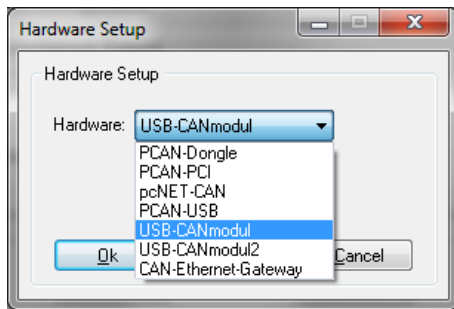 Hardware Setup
Hardware Setup
Hardware: USB-CANmodul
PCAN-Dongle
PCAN-PCI
pcNET-CAN
PCAN-USB
USB-CANmodul
USB-CANmodul2
CAN-Ethernet-Gateway
Ok
Cancel